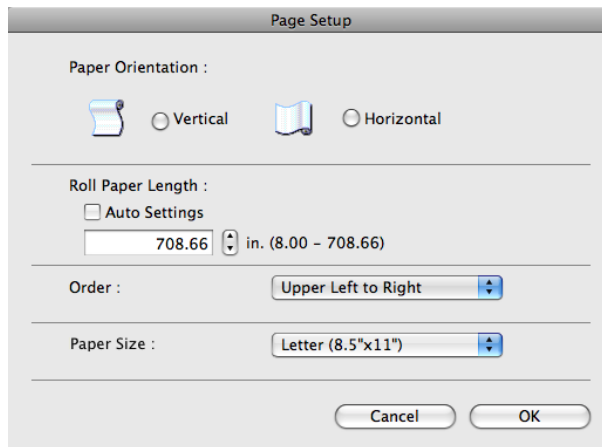 Page Setup
Paper Orientation :
Vertical
Horizontal
Roll Paper Length :
Auto Settings
708.66 in. (8.00 – 708.66)
Order : Upper Left to Right
Paper Size : Letter (8.5"x11")
Cancel OK